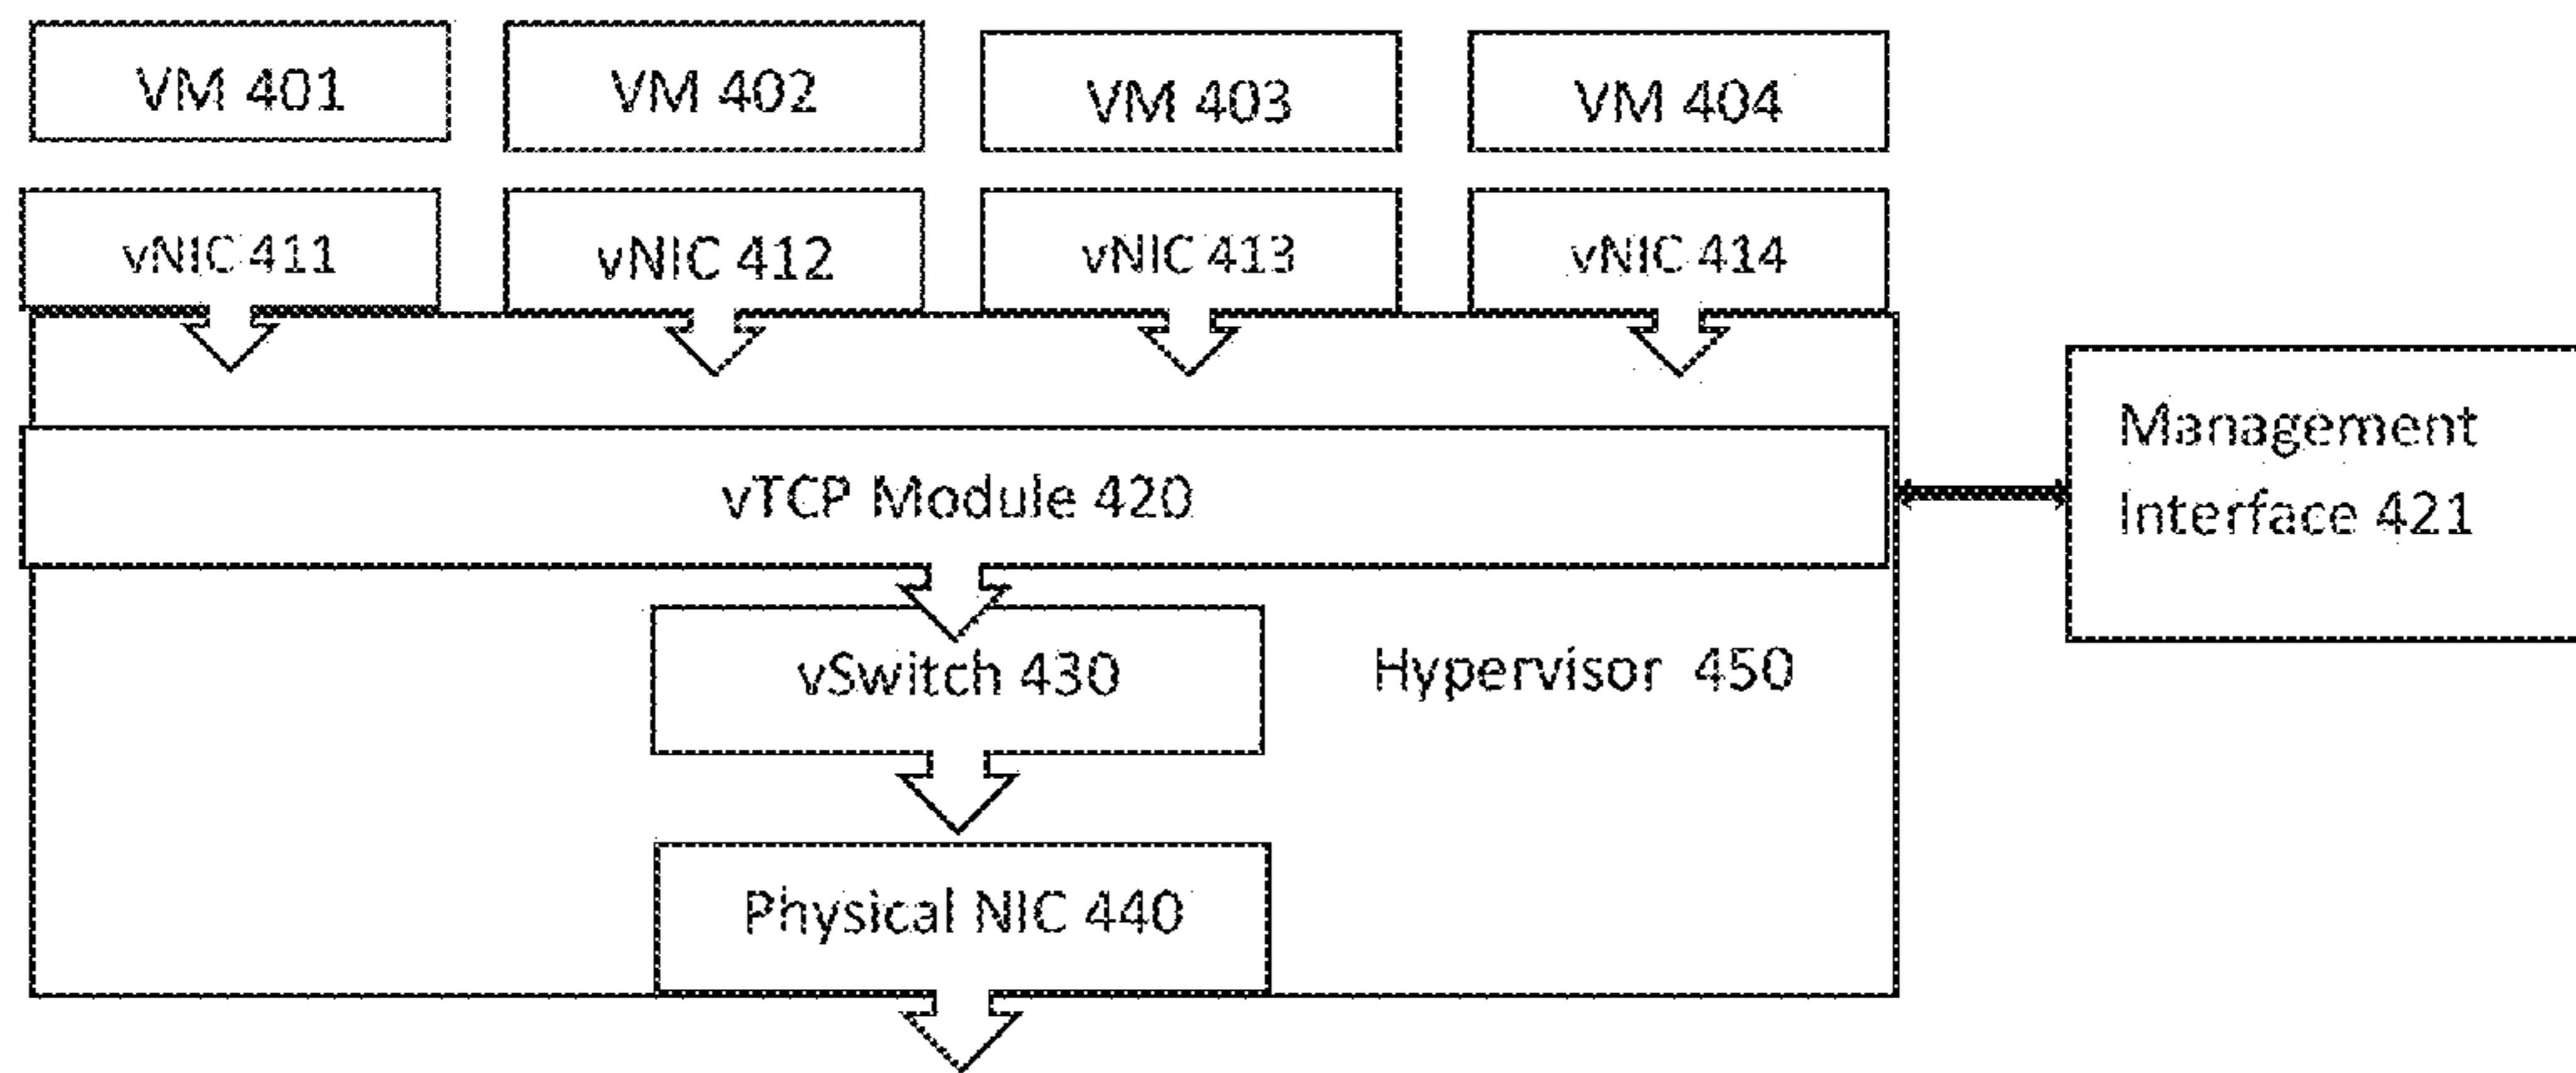 VM 401
VM 402
VM 403
VM 404
vNIC 411
vNIC 412
vNIC 413
vNIC 414
vTCP Module 420
Management
Interface 421
vSwitch 430
Hypervisor 450
Physical NIC 440